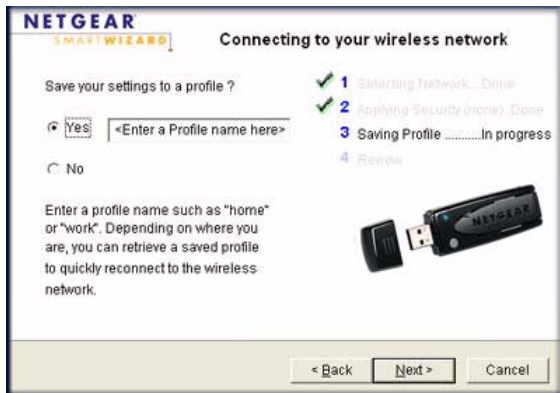 NETGEAR
SMARTWIZARD
Connecting to your wireless network
Save your settings to a profile ?
Yes
<Enter a Profile name here>
No
Enter a profile name such as "home"
or "work". Depending on where you
are, you can retrieve a saved profile
to quickly reconnect to the wireless
network.
1 Selecting Network...Done
2 Applying Security (none). Done
3 Saving Profile ..........In progress
4 Review
NETGEAR
< Back
Next >
Cancel